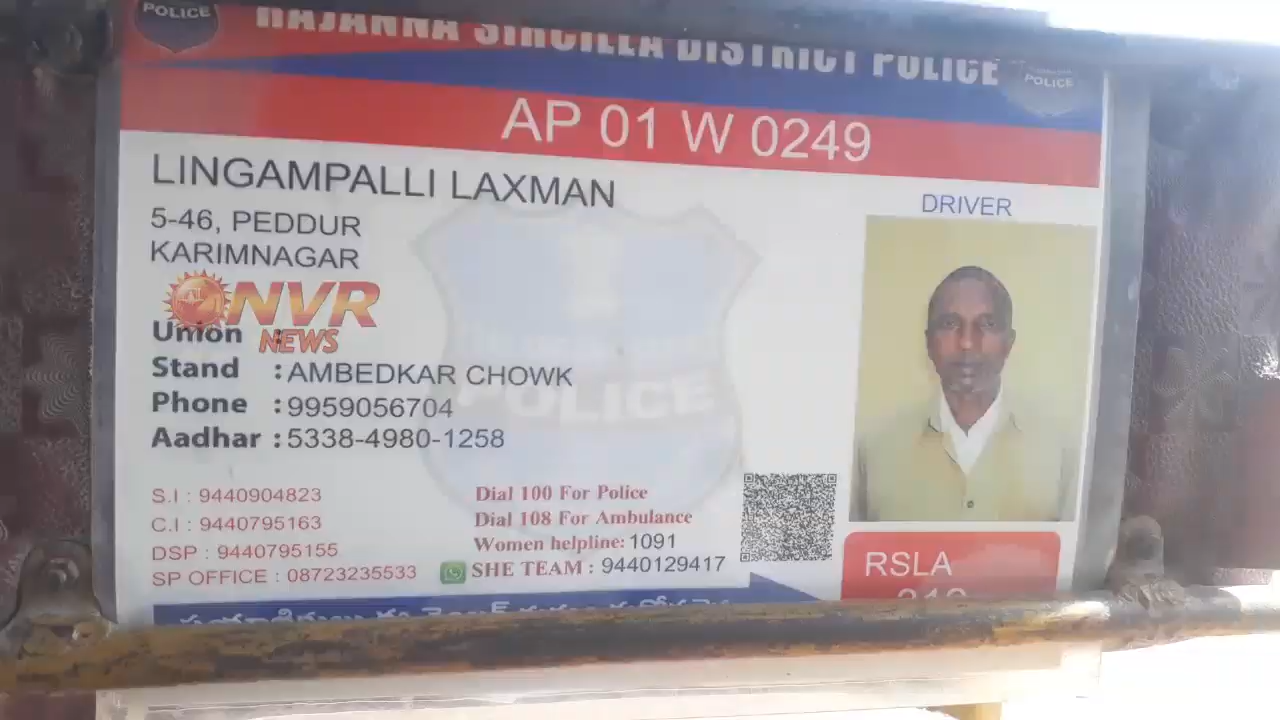 POLICE
RAJANNA SIRCILLA DISTRICT POLICE
POLICE
AP 01 W 0249
LINGAMPALLI LAXMAN
5-46, PEDDUR
KARIMNAGAR
DRIVER
NVR
NEWS
Union :
Stand : AMBEDKAR CHOWK
Phone : 9959056704
Aadhar : 5338-4980-1258
POLICE
S.I : 9440904823
C.I : 9440795163
DSP : 9440795155
SP OFFICE : 08723235533
Dial 100 For Police
Dial 108 For Ambulance
Women helpline: 1091
SHE TEAM : 9440129417
RSLA